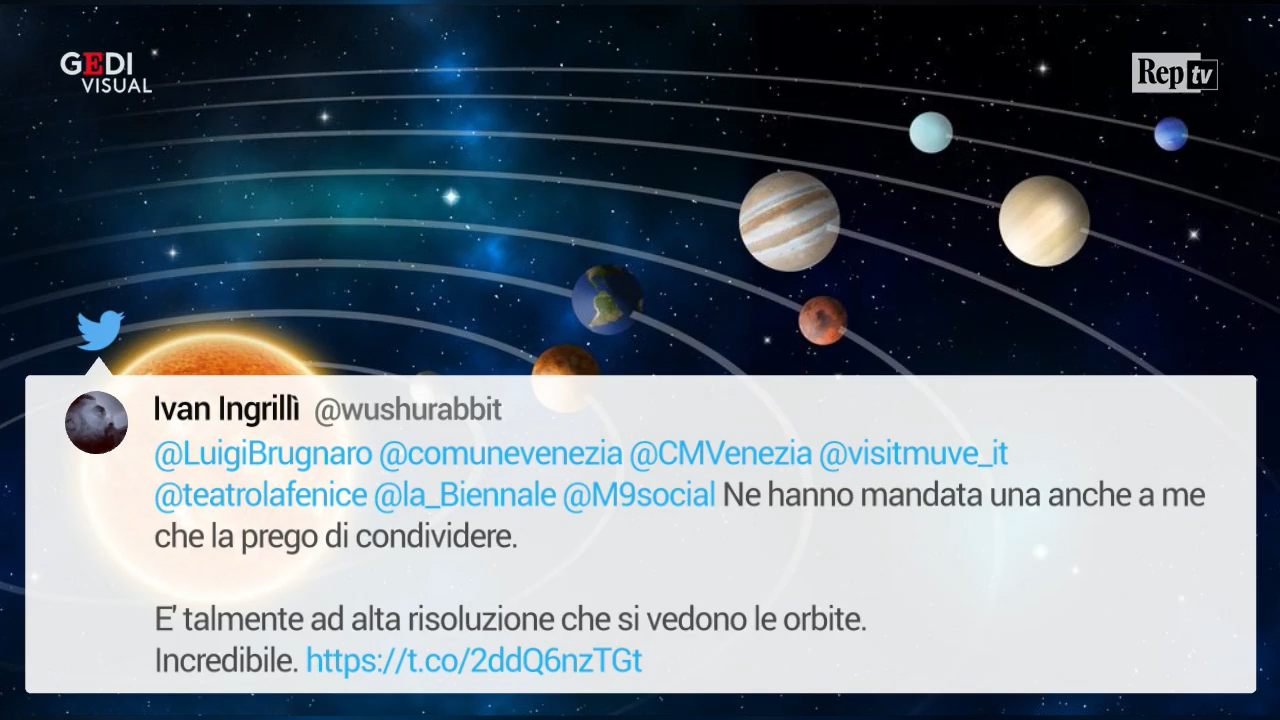 GEDI
VISUAL
Rep tv
Ivan Ingrillì @wushurabbit
@LuigiBrugnaro @comunevenezia @CMVenezia @visitmuve_it
@teatrolafenice @la_Biennale @M9social Ne hanno mandata una anche a me
che la prego di condividere.
E' talmente ad alta risoluzione che si vedono le orbite.
Incredibile. https://t.co/2ddQ6nzTGt